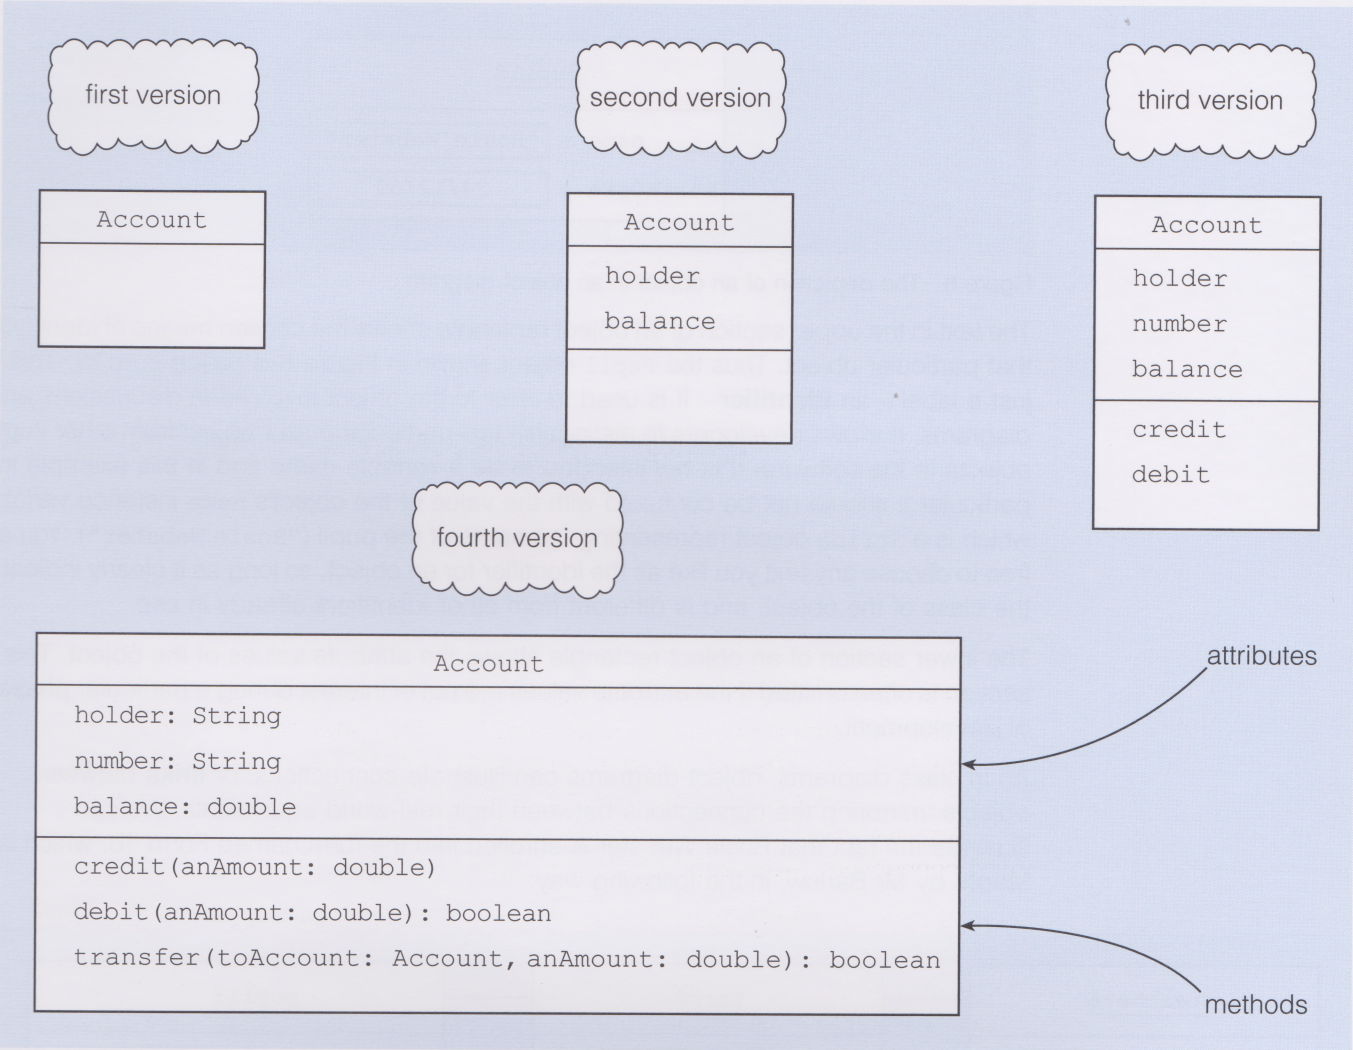 first version
second version
third version
Account
Account
holder
balance
Account
holder
number
balance
credit
debit
fourth version
Account
holder: String
number: String
balance: double
credit(anAmount: double)
debit(anAmount: double): boolean
transfer(toAccount: Account, anAmount: double): boolean
attributes
methods